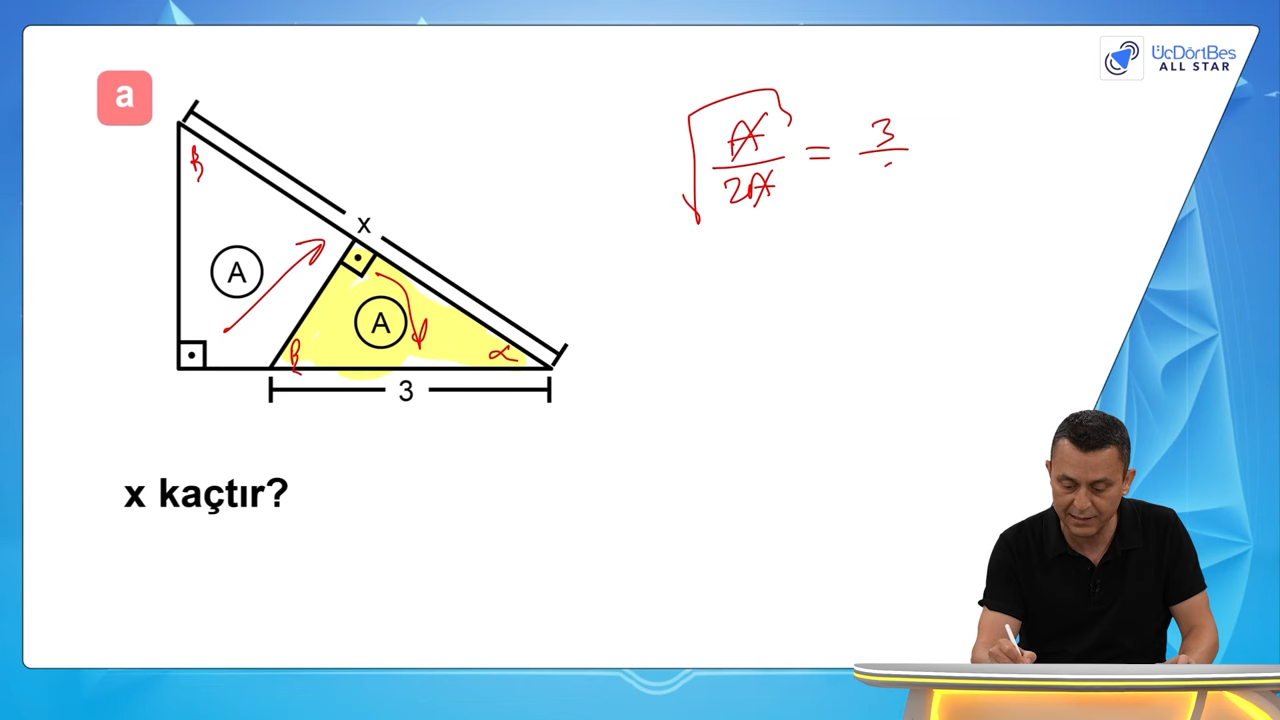 a
ÜçDörtBeş
ALL STAR
β
x
A
A
β
α
3
√A/2A = 3
x kaçtır?